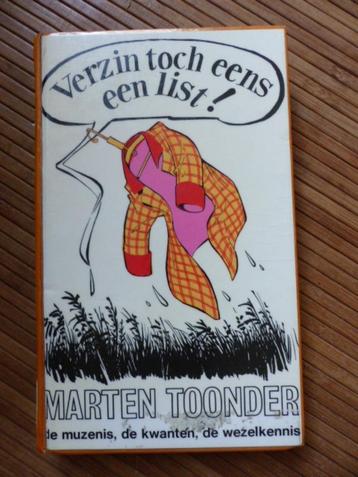 Verzin toch eens
een list!
MARTEN TOONDER
de muzenis, de kwanten, de wezelkennis